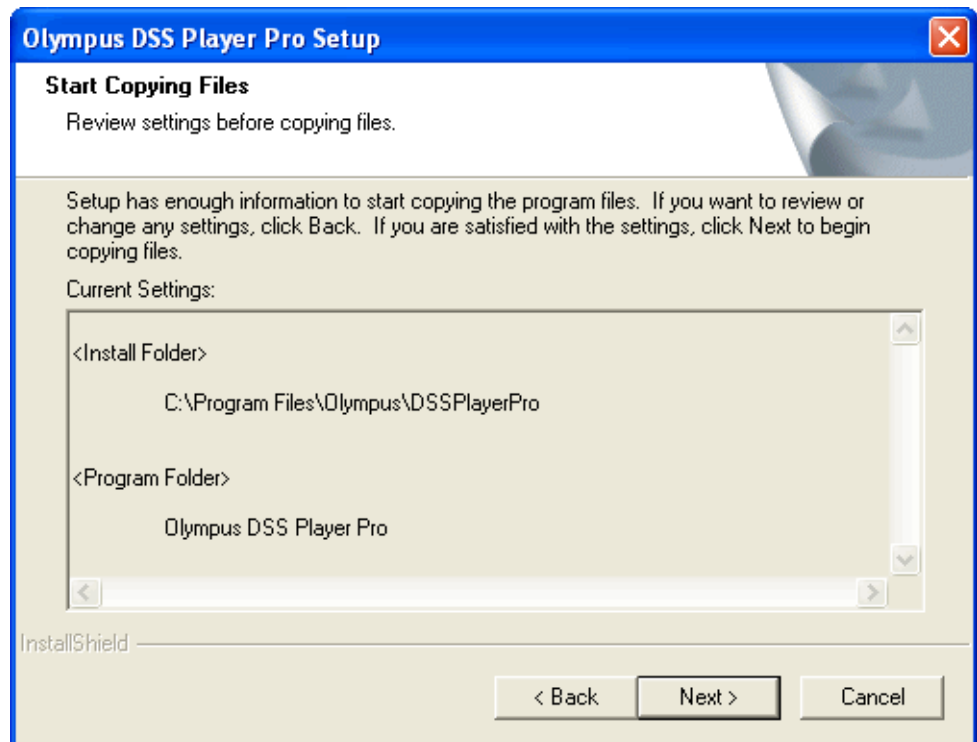 Olympus DSS Player Pro Setup
Start Copying Files
Review settings before copying files.
Setup has enough information to start copying the program files.  If you want to review or
change any settings, click Back.  If you are satisfied with the settings, click Next to begin
copying files.
Current Settings:
<Install Folder>
C:\Program Files\Olympus\DSSPlayerPro
<Program Folder>
Olympus DSS Player Pro
InstallShield
< Back
Next >
Cancel